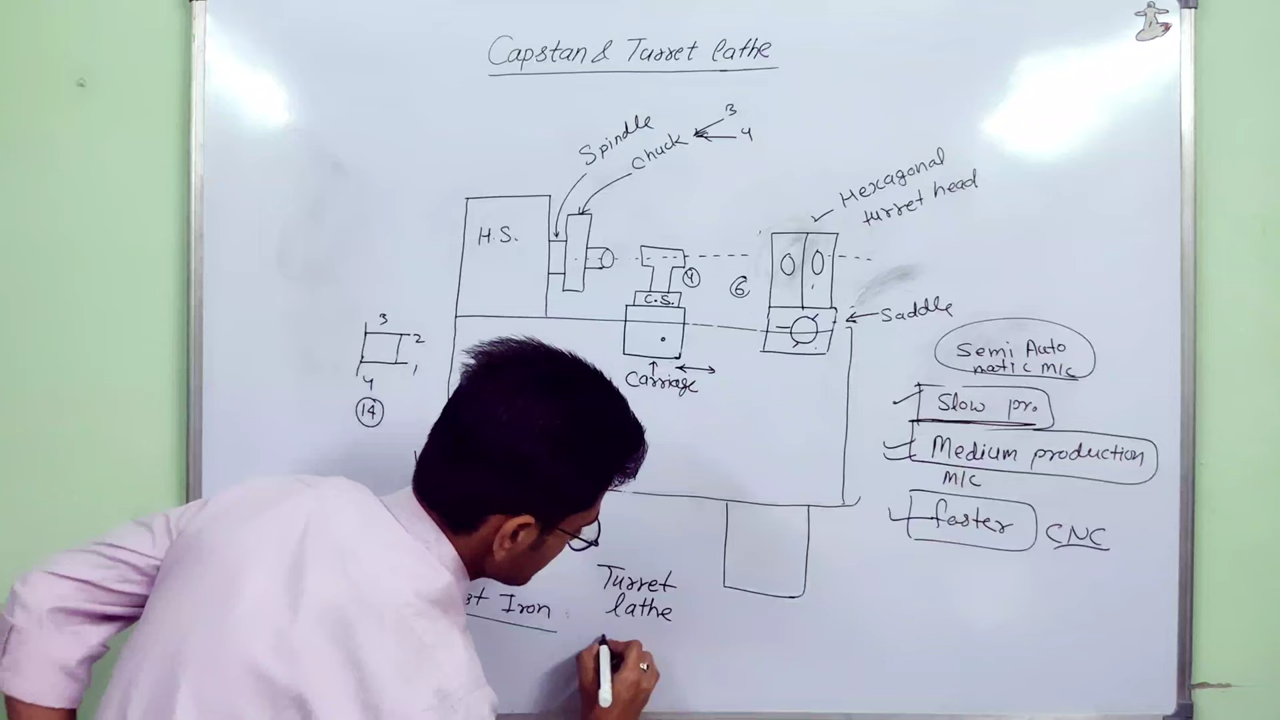 Capstan & Turret lathe
Spindle
Chuck
3
4
Hexagonal
turret head
H.S.
4
C.S.
6
Saddle
Carriage
3
2
1
4
14
Semi Auto
matic M/c
Slow pr.
Medium production
M/C
faster
CNC
Iron
Turret
lathe